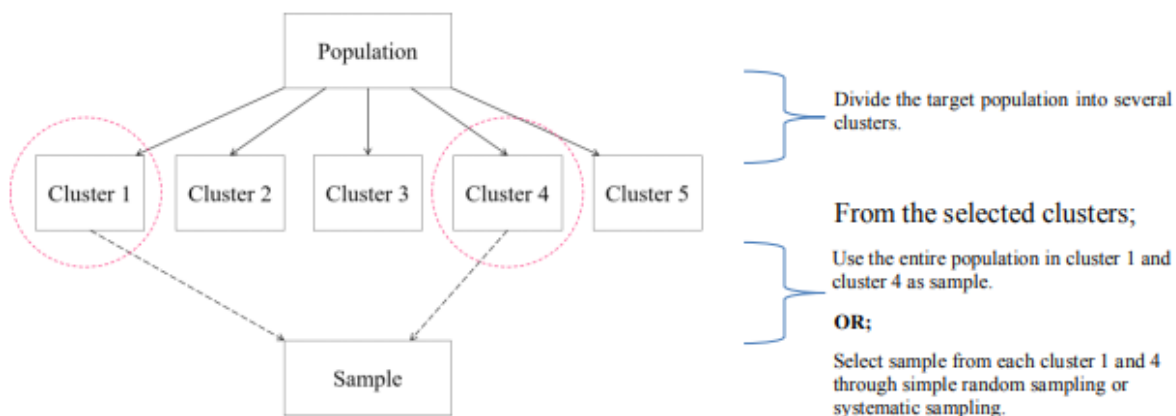 Population
Divide the target population into several
clusters.
Cluster 1
Cluster 2
Cluster 3
Cluster 4
Cluster 5
From the selected clusters;
Use the entire population in cluster 1 and
cluster 4 as sample.
OR;
Sample
Select sample from each cluster 1 and 4
through simple random sampling or
systematic sampling.